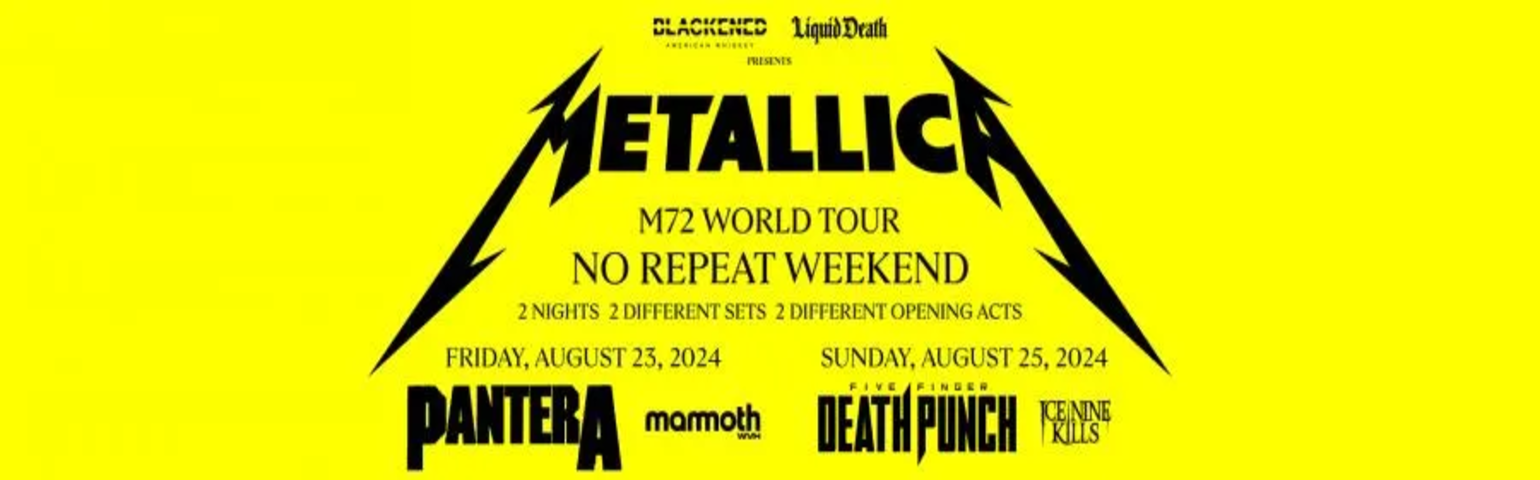 BLACKENED
AMERICAN WHISKEY
Liquid Death
PRESENTS
METALLICA
M72 WORLD TOUR
NO REPEAT WEEKEND
2 NIGHTS 2 DIFFERENT SETS 2 DIFFERENT OPENING ACTS
FRIDAY, AUGUST 23, 2024
PANTERA
mammoth
WVH
SUNDAY, AUGUST 25, 2024
FIVE FINGER
DEATH PUNCH
ICE NINE
KILLS